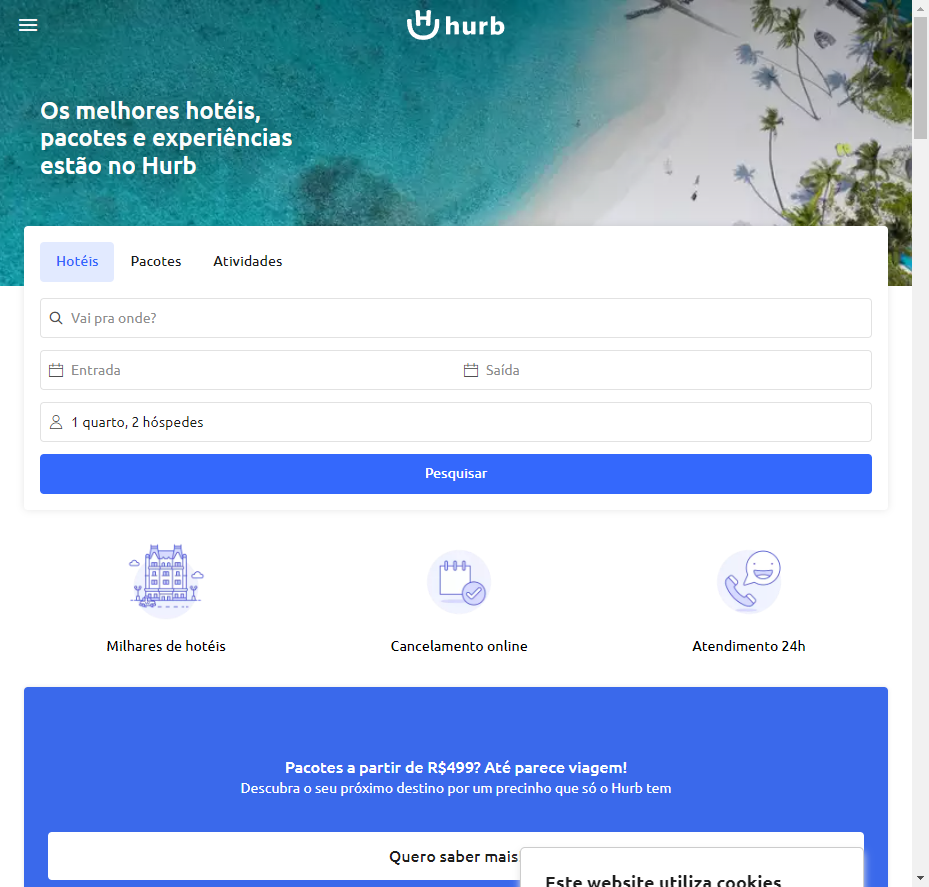 hurb
Os melhores hotéis,
pacotes e experiências
estão no Hurb
Hotéis Pacotes Atividades
Vai pra onde?
Entrada Saída
1 quarto, 2 hóspedes
Pesquisar
Milhares de hotéis Cancelamento online Atendimento 24h
Pacotes a partir de R$499? Até parece viagem!
Descubra o seu próximo destino por um precinho que só o Hurb tem
Quero saber mais
Este website utiliza cookies